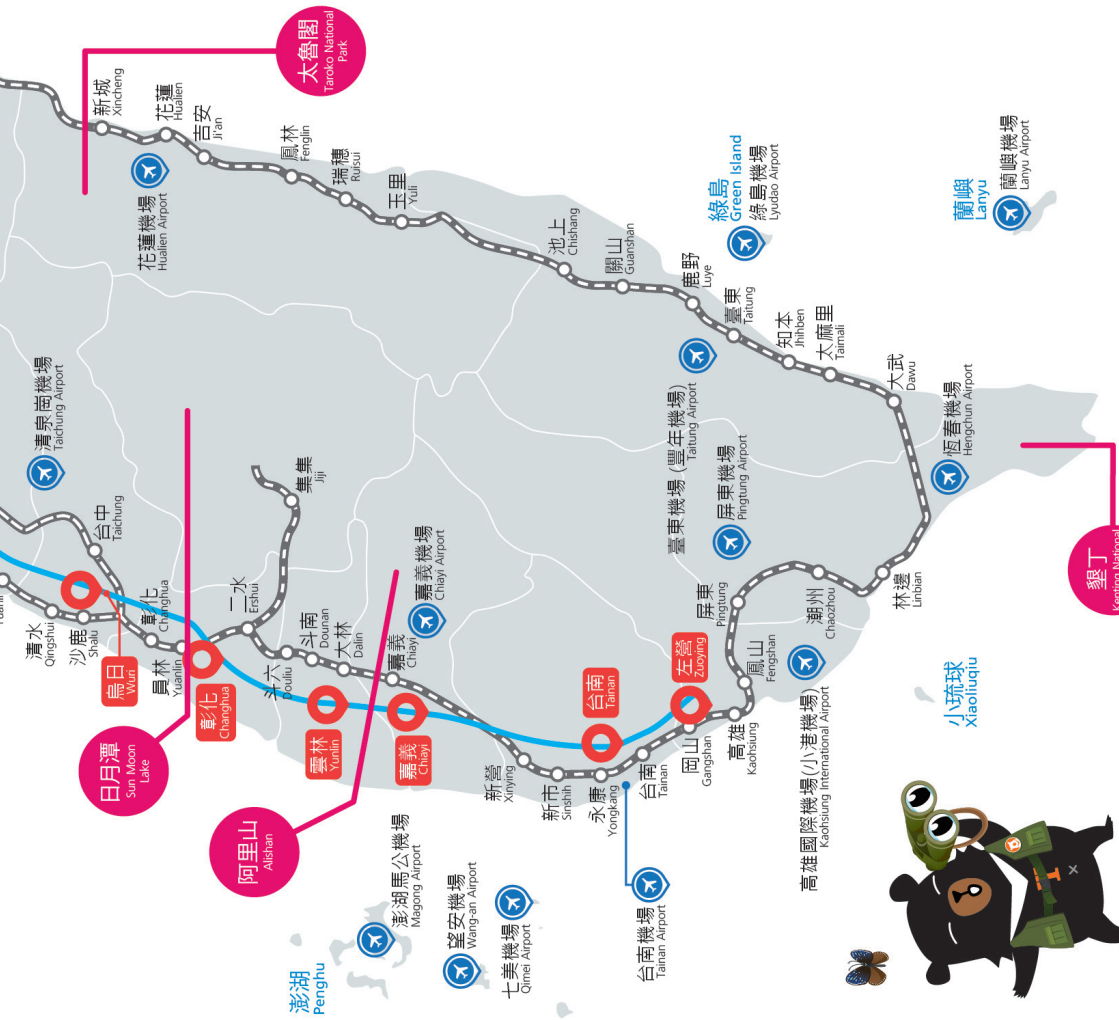 太魯閣
Taroko National
Park
新城
Xincheng
花蓮
Hualien
吉安
Ji'an
花蓮機場
Hualien Airport
鳳林
Fenglin
瑞穗
Ruisui
玉里
Yuli
池上
Chishang
關山
Guanshan
鹿野
Luye
臺東
Taitung
知本
Jhihben
太麻里
Taimali
大武
Dawu
綠島
Green Island
綠島機場
Lyudao Airport
蘭嶼
Lanyu
蘭嶼機場
Lanyu Airport
清泉崗機場
Taichung Airport
台中
Taichung
清水
Qingshui
沙鹿
Shalu
烏日
Wuri
彰化
Changhua
員林
Yuanlin
彰化
Changhua
日月潭
Sun Moon
Lake
二水
Ershui
集集
Jiji
斗六
Douliu
斗南
Dounan
大林
Dalin
嘉義
Chiayi
嘉義機場
Chiayi Airport
雲林
Yunlin
嘉義
Chiayi
阿里山
Alishan
新營
Xinying
新市
Sinshih
永康
Yongkang
台南
Tainan
台南
Tainan
岡山
Gangshan
左營
Zuoying
高雄
Kaohsiung
鳳山
Fengshan
屏東
Pingtung
潮州
Chaozhou
林邊
Linbian
臺東機場 (豐年機場)
Taitung Airport
屏東機場
Pingtung Airport
恆春機場
Hengchun Airport
墾丁
Kenting National
高雄國際機場(小港機場)
Kaohsiung International Airport
小琉球
Xiaoliuqiu
澎湖
Penghu
澎湖馬公機場
Magong Airport
望安機場
Wang-an Airport
七美機場
Qimei Airport
台南機場
Tainan Airport